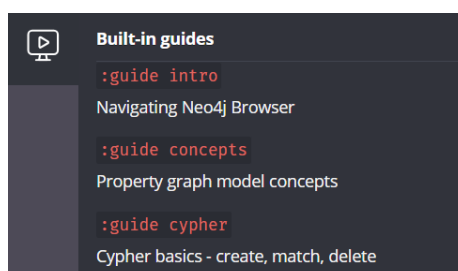 Built-in guides
:guide intro
Navigating Neo4j Browser
:guide concepts
Property graph model concepts
:guide cypher
Cypher basics - create, match, delete